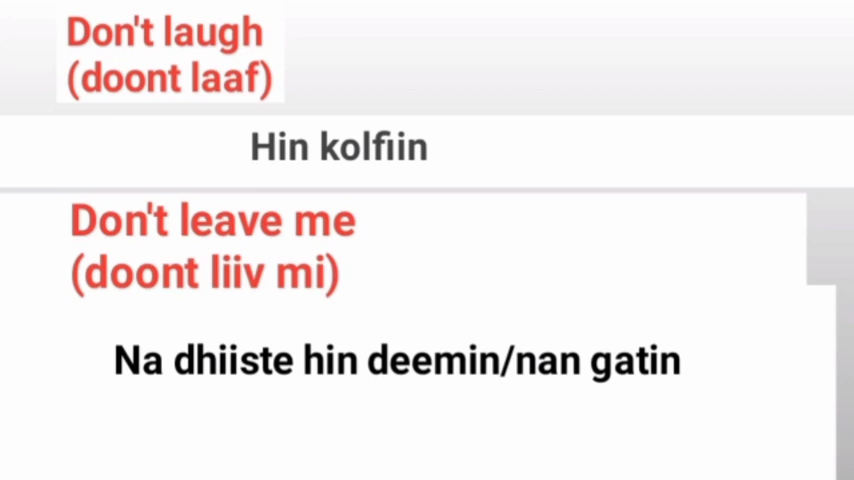 Don't laugh
(doont laaf)
Hin kolfiin
Don't leave me
(doont liiv mi)
Na dhiiste hin deemin/nan gatin